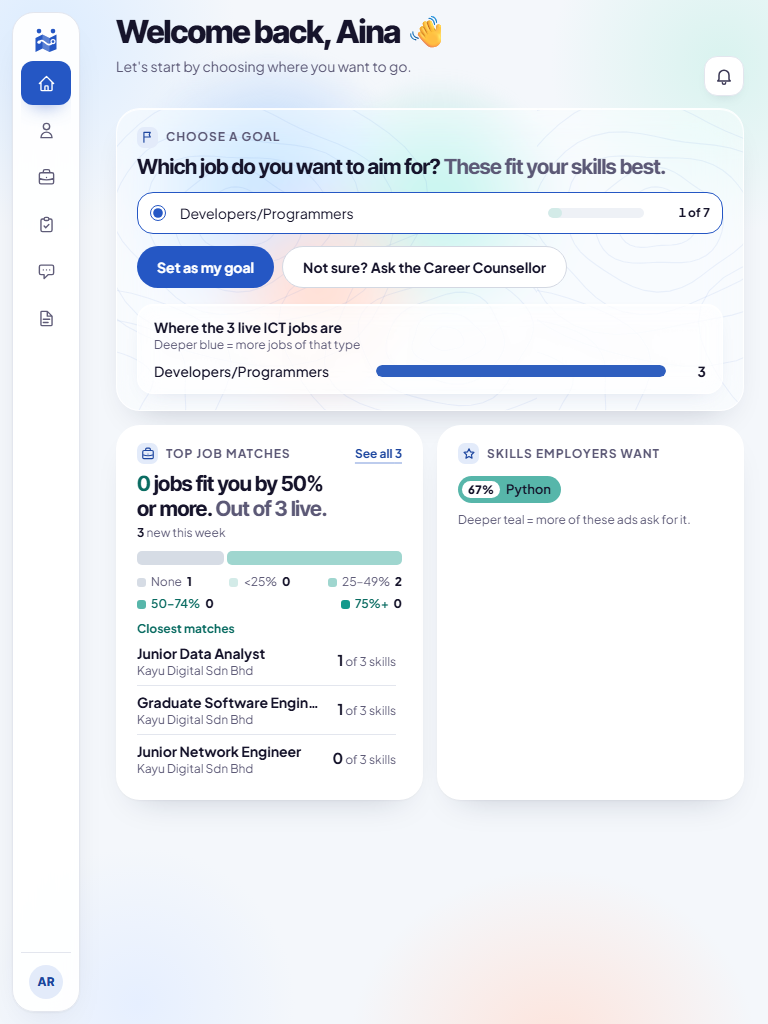 Welcome back, Aina 👋
Let's start by choosing where you want to go.
CHOOSE A GOAL
Which job do you want to aim for? These fit your skills best.
Developers/Programmers 1 of 7
Set as my goal Not sure? Ask the Career Counsellor
Where the 3 live ICT jobs are
Deeper blue = more jobs of that type
Developers/Programmers 3
TOP JOB MATCHES See all 3
0 jobs fit you by 50%
or more. Out of 3 live.
3 new this week
None 1 <25% 0 25–49% 2
50–74% 0 75%+ 0
Closest matches
Junior Data Analyst
Kayu Digital Sdn Bhd
1 of 3 skills
Graduate Software Engin…
Kayu Digital Sdn Bhd
1 of 3 skills
Junior Network Engineer
Kayu Digital Sdn Bhd
0 of 3 skills
SKILLS EMPLOYERS WANT
67% Python
Deeper teal = more of these ads ask for it.
AR